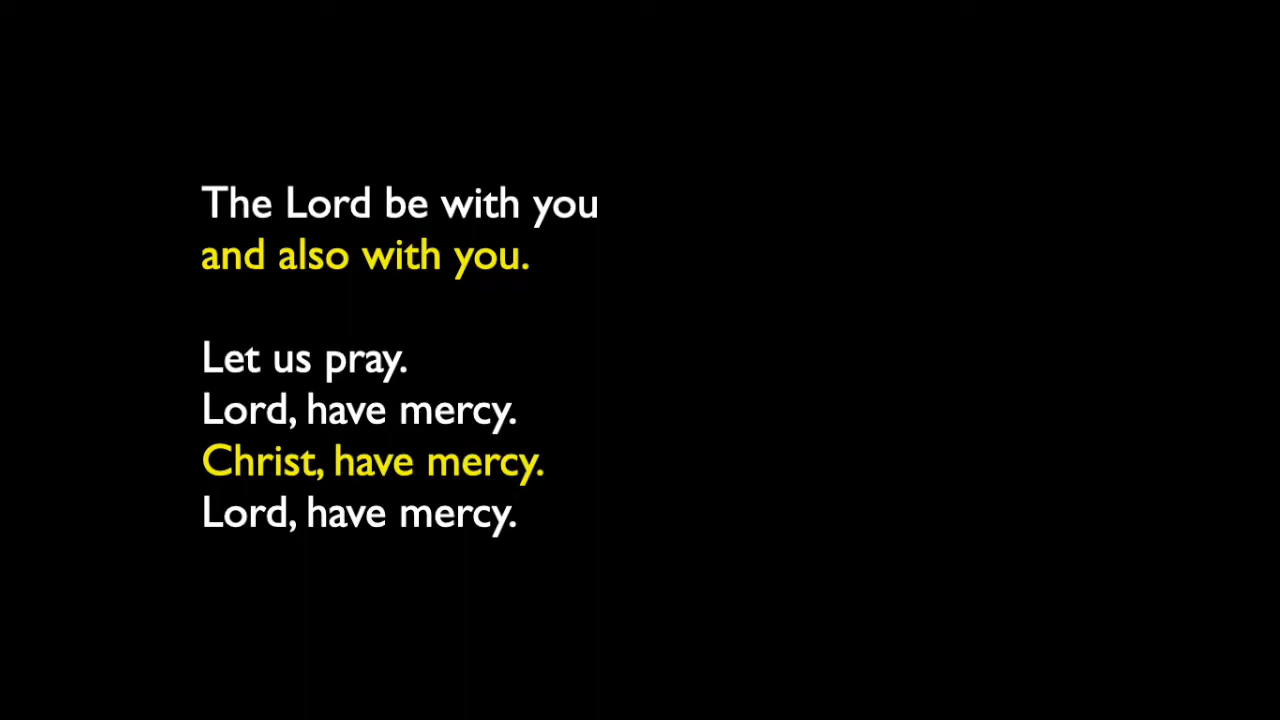 The Lord be with you
and also with you.
Let us pray.
Lord, have mercy.
Christ, have mercy.
Lord, have mercy.